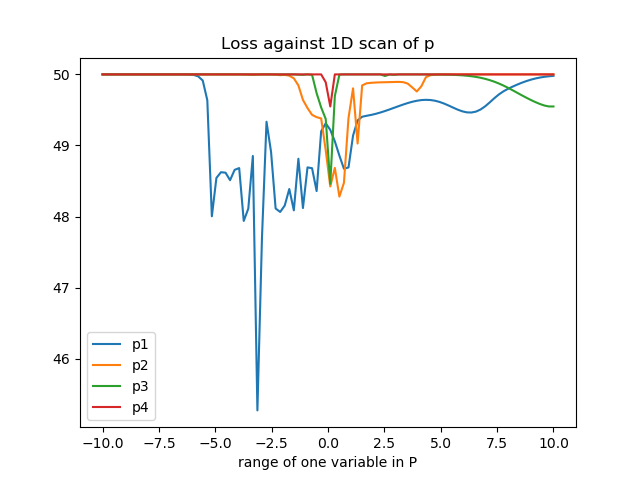 Loss against 1D scan of p
50
49
48
47
46
p1
p2
p3
p4
−10.0 −7.5 −5.0 −2.5 0.0 2.5 5.0 7.5 10.0
range of one variable in P